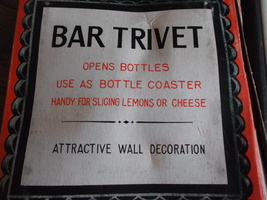 BAR TRIVET
OPENS BOTTLES
USE AS BOTTLE COASTER
HANDY FOR SLICING LEMONS OR CHEESE
ATTRACTIVE WALL DECORATION